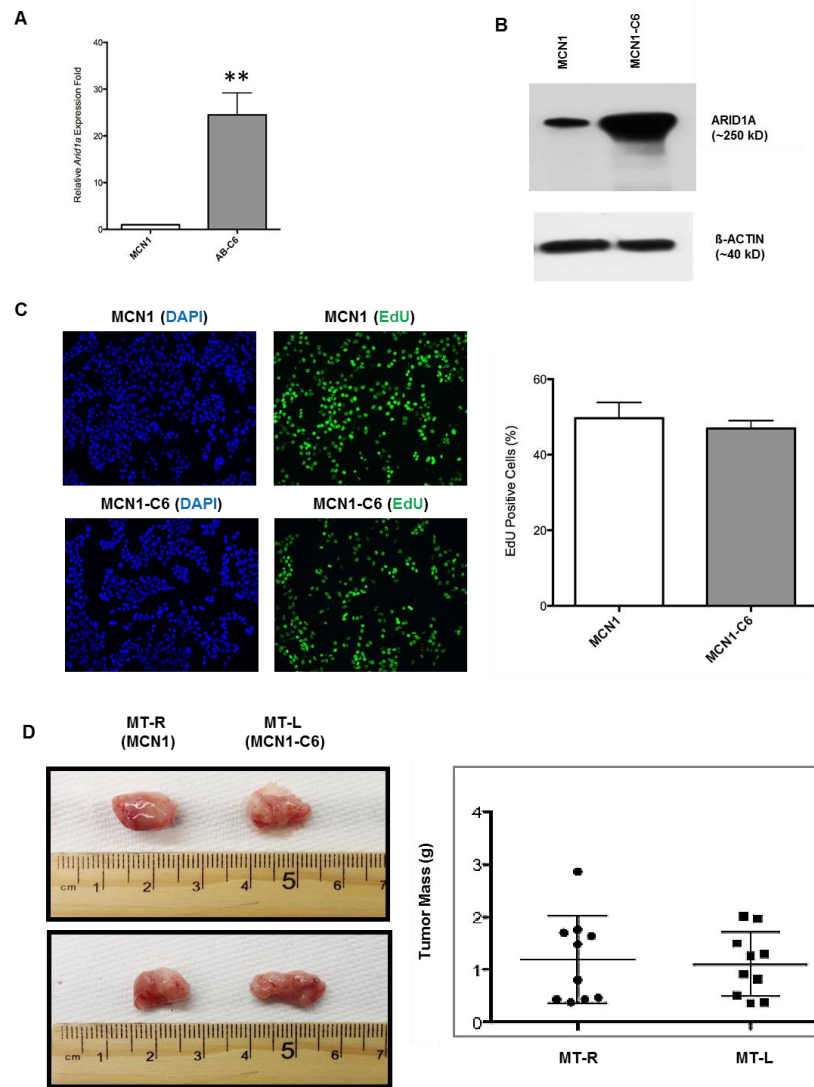 A
Relative Arid1a Expression Fold
40
30
20
10
0
**
MCN1
AB-C6
B
MCN1
MCN1-C6
ARID1A
(~250 kD)
ß-ACTIN
(~40 kD)
C
MCN1 (DAPI)
MCN1 (EdU)
MCN1-C6 (DAPI)
MCN1-C6 (EdU)
EdU Positive Cells (%)
60
40
20
0
MCN1
MCN1-C6
D
MT-R
(MCN1)
MT-L
(MCN1-C6)
cm 1 2 3 4 5 6 7
cm 1 2 3 4 5 6 7
Tumor Mass (g)
4
3
2
1
0
MT-R
MT-L